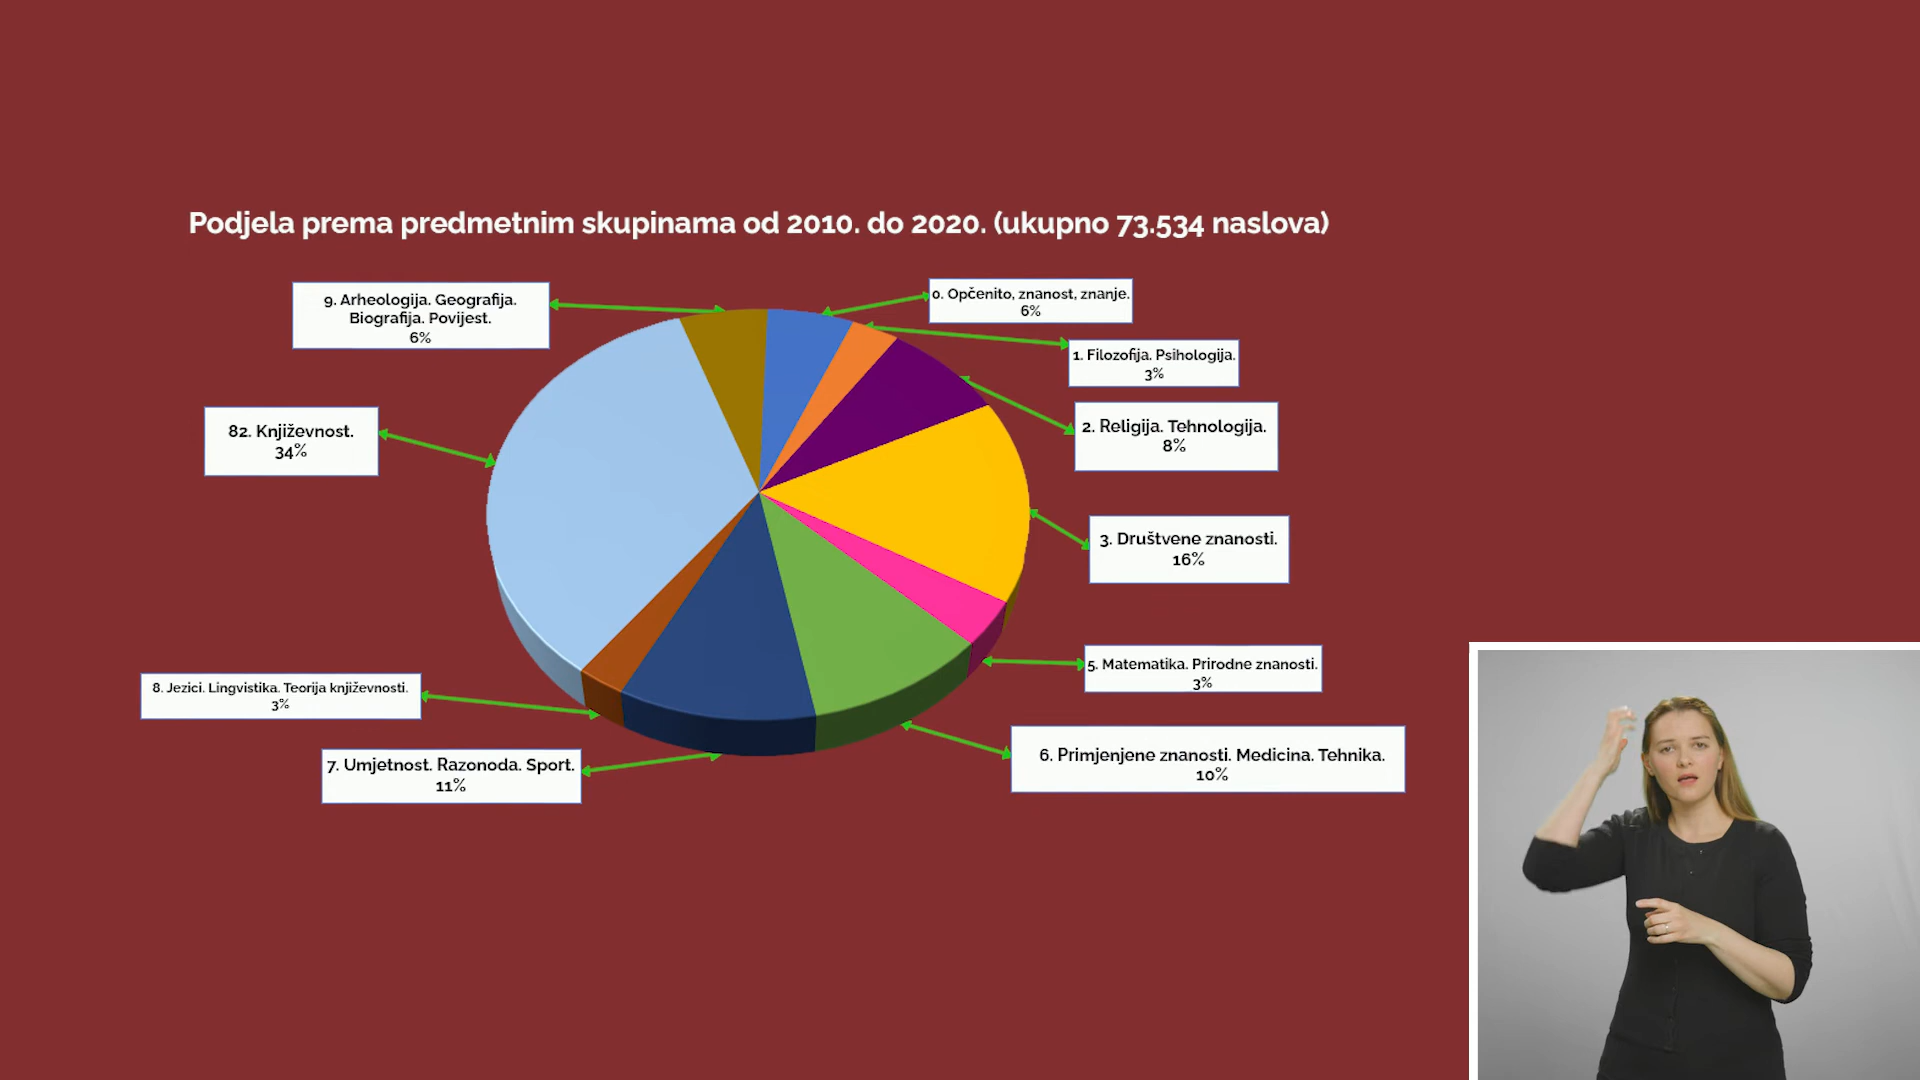 Podjela prema predmetnim skupinama od 2010. do 2020. (ukupno 73.534 naslova)
9. Arheologija. Geografija.
Biografija. Povijest.
6%
0. Opčenito, znanost, znanje.
6%
1. Filozofija. Psihologija.
3%
82. Književnost.
34%
2. Religija. Tehnologija.
8%
3. Društvene znanosti.
16%
5. Matematika. Prirodne znanosti.
3%
8. Jezici. Lingvistika. Teorija književnosti.
3%
7. Umjetnost. Razonoda. Sport.
11%
6. Primjenjene znanosti. Medicina. Tehnika.
10%